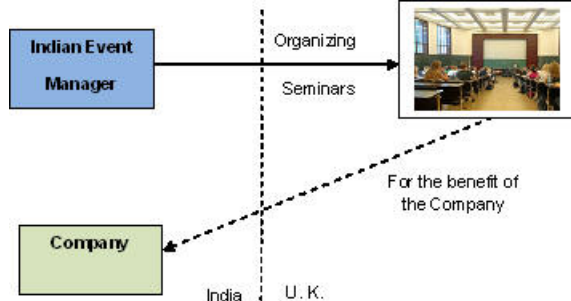 Indian Event
Manager
Organizing
Seminars
For the benefit of
the Company
Company
India
U. K.